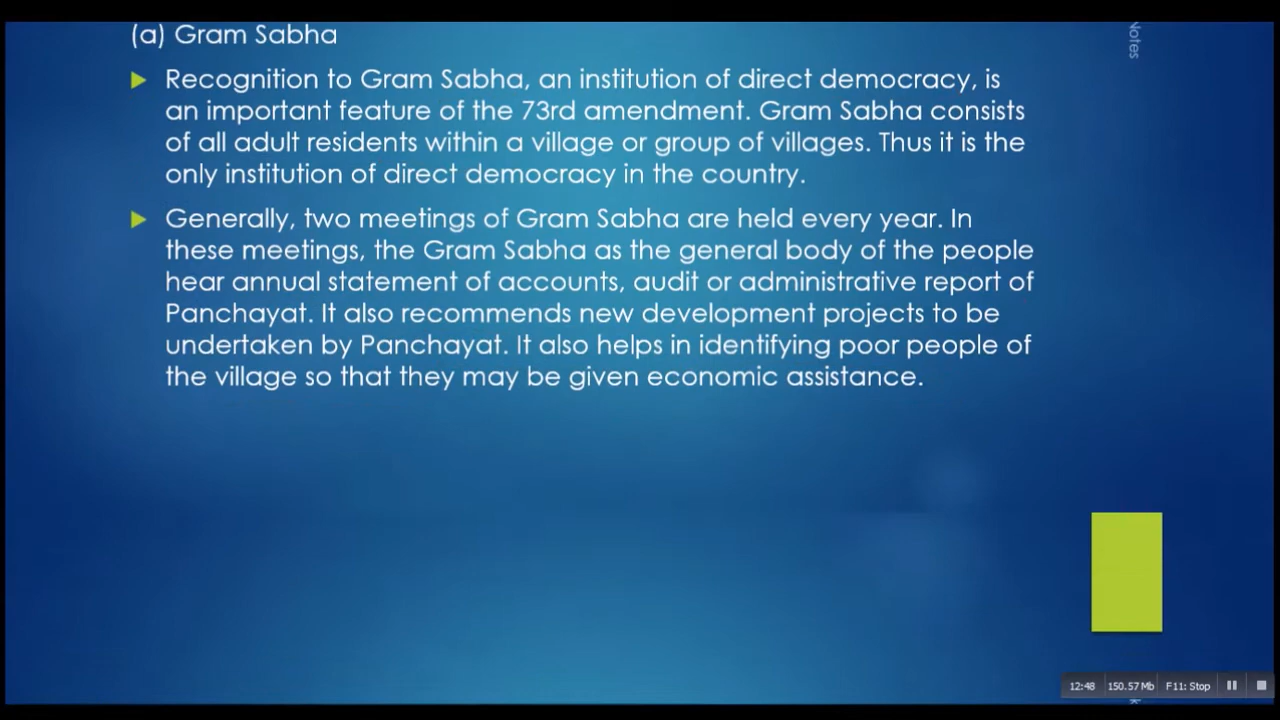 (a) Gram Sabha
Notes
Recognition to Gram Sabha, an institution of direct democracy, is
an important feature of the 73rd amendment. Gram Sabha consists
of all adult residents within a village or group of villages. Thus it is the
only institution of direct democracy in the country.
Generally, two meetings of Gram Sabha are held every year. In
these meetings, the Gram Sabha as the general body of the people
hear annual statement of accounts, audit or administrative report of
Panchayat. It also recommends new development projects to be
undertaken by Panchayat. It also helps in identifying poor people of
the village so that they may be given economic assistance.
12:48 150.57 Mb F11: Stop